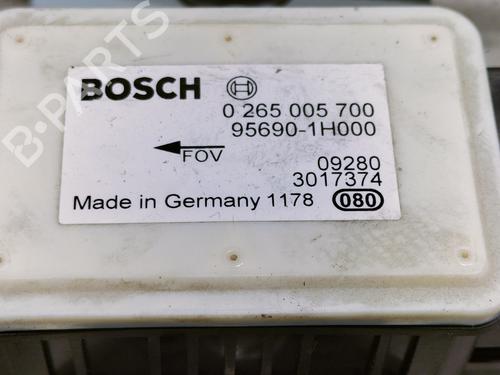 BOSCH
0 265 005 700
95690-1H000
FOV
09280
3017374
Made in Germany 1178 080
B-PARTS